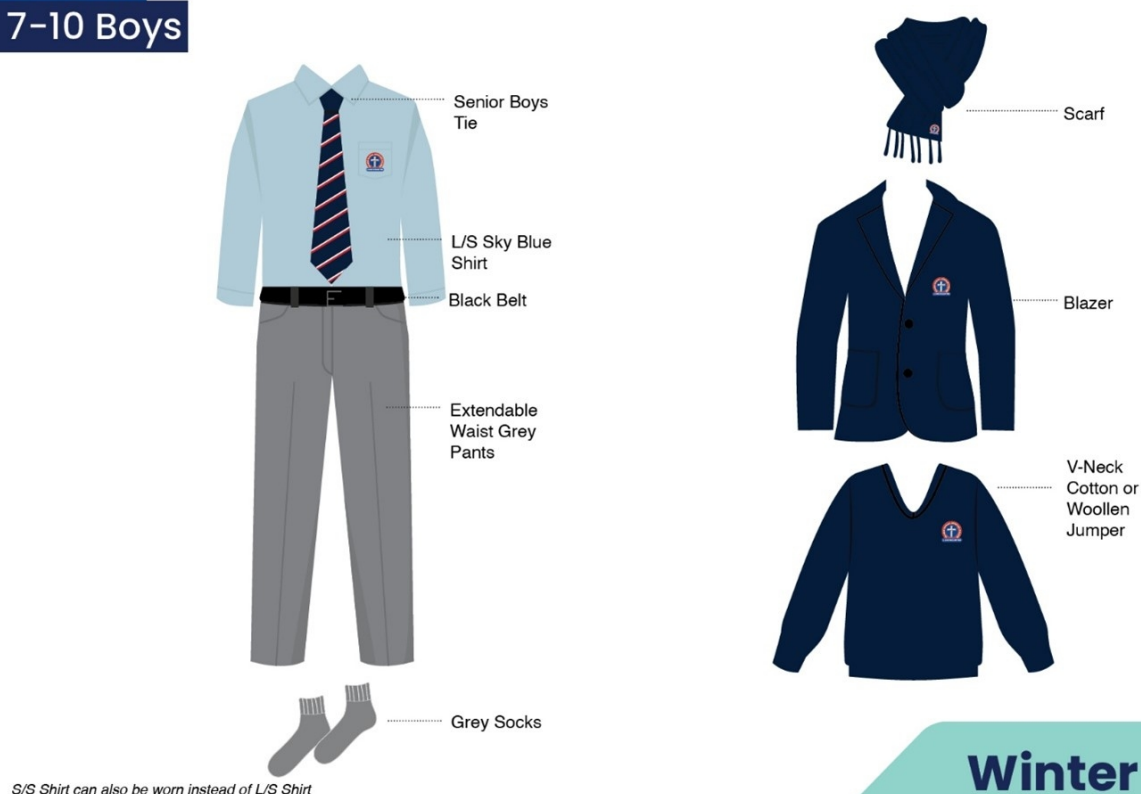 7-10 Boys
Senior Boys
Tie
L/S Sky Blue
Shirt
Black Belt
Extendable
Waist Grey
Pants
Grey Socks
S/S Shirt can also be worn instead of L/S Shirt
Scarf
Blazer
V-Neck
Cotton or
Woollen
Jumper
Winter